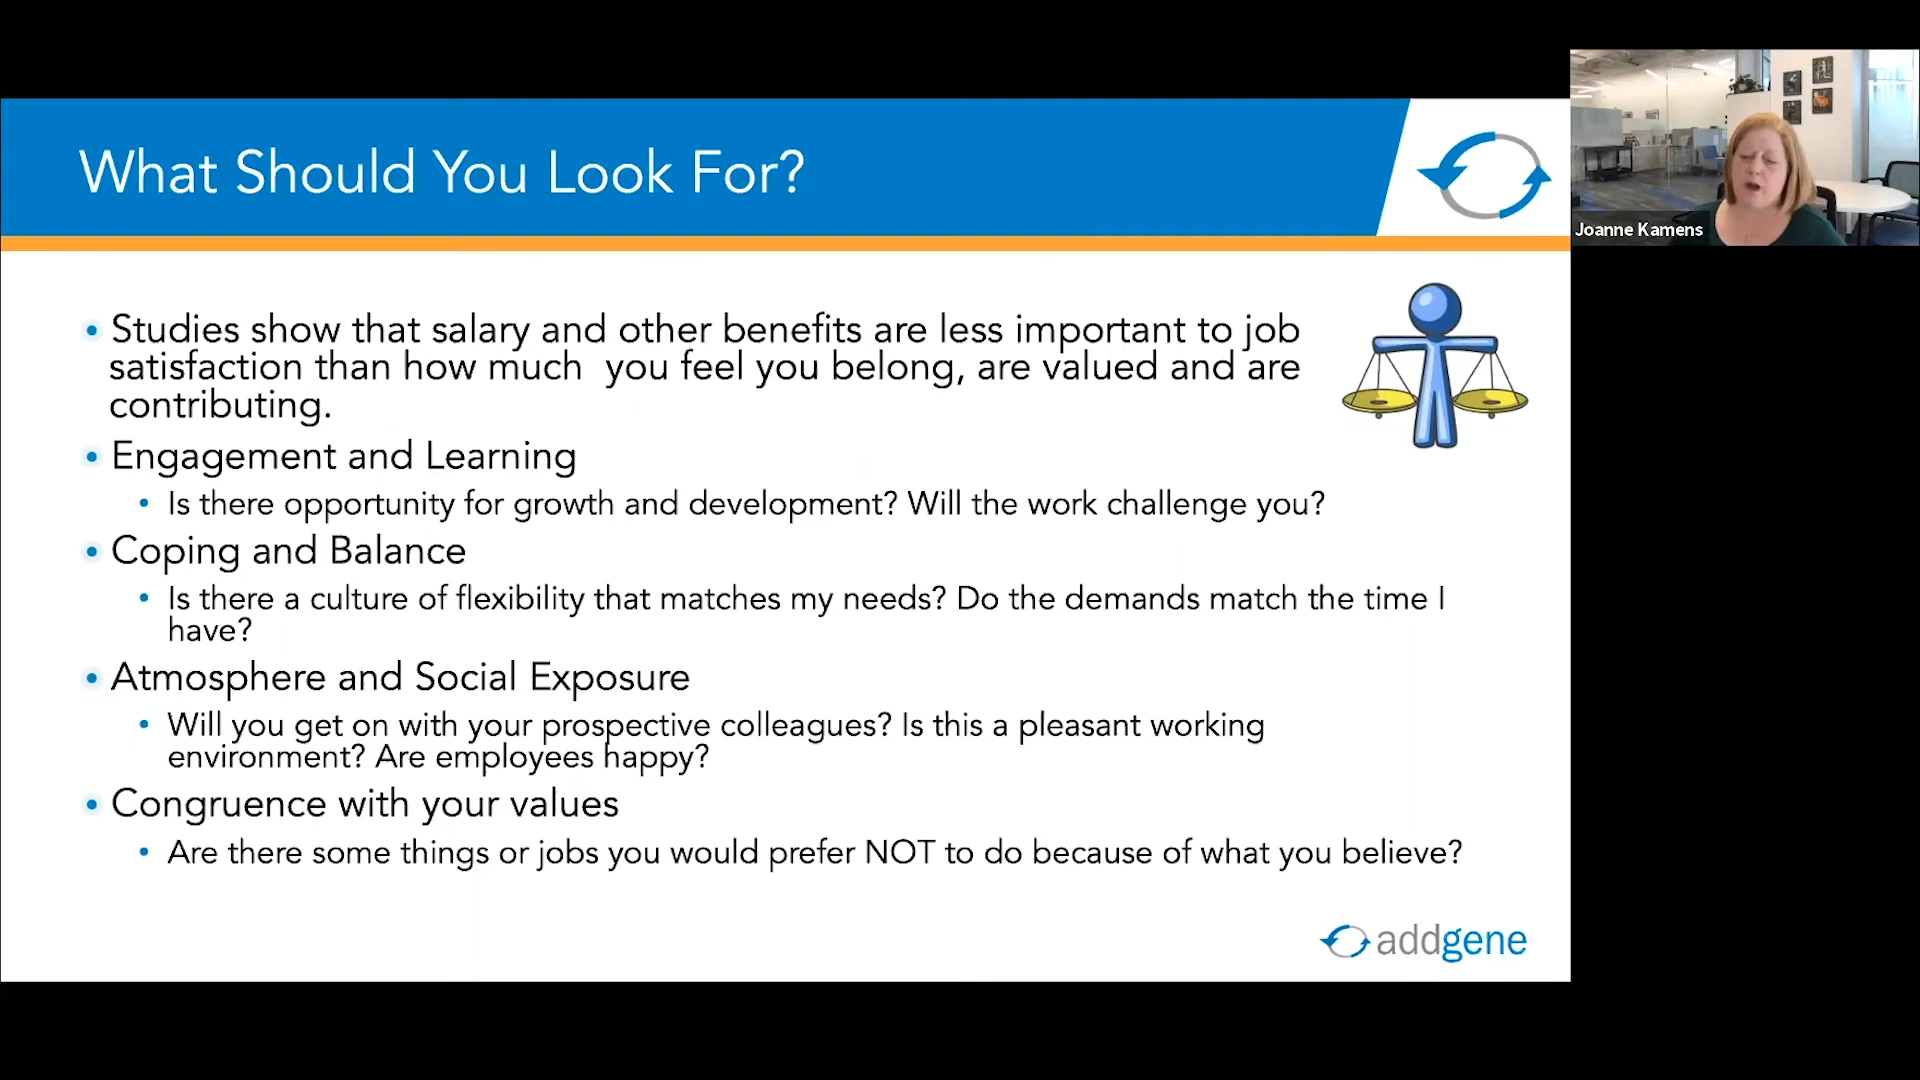 What Should You Look For?
Joanne Kamens
• Studies show that salary and other benefits are less important to job
satisfaction than how much  you feel you belong, are valued and are
contributing.
• Engagement and Learning
• Is there opportunity for growth and development? Will the work challenge you?
• Coping and Balance
• Is there a culture of flexibility that matches my needs? Do the demands match the time I
have?
• Atmosphere and Social Exposure
• Will you get on with your prospective colleagues? Is this a pleasant working
environment? Are employees happy?
• Congruence with your values
• Are there some things or jobs you would prefer NOT to do because of what you believe?
addgene